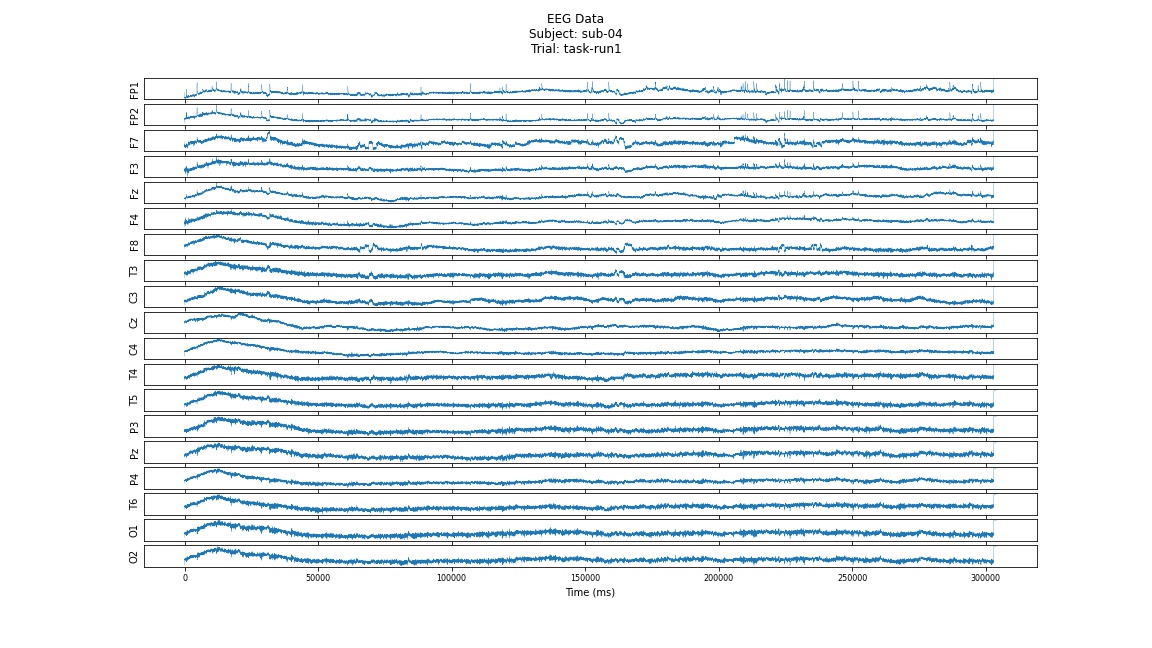 EEG Data
Subject: sub-04
Trial: task-run1
FP1
FP2
F7
F3
Fz
F4
F8
T3
C3
Cz
C4
T4
T5
P3
Pz
P4
T6
O1
O2
0 50000 100000 150000 200000 250000 300000
Time (ms)